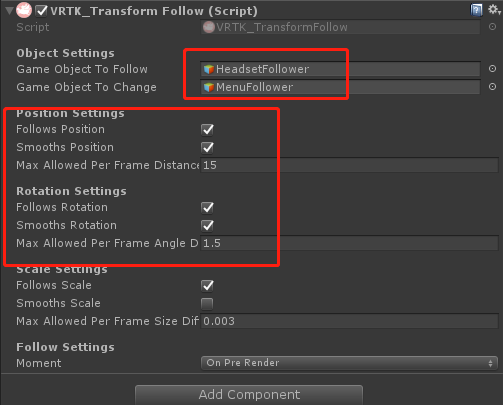 VRTK_Transform Follow (Script)
Script VRTK_TransformFollow
Object Settings
Game Object To Follow HeadsetFollower
Game Object To Change MenuFollower
Position Settings
Follows Position
Smooths Position
Max Allowed Per Frame Distance 15
Rotation Settings
Follows Rotation
Smooths Rotation
Max Allowed Per Frame Angle D 1.5
Scale Settings
Follows Scale
Smooths Scale
Max Allowed Per Frame Size Dif 0.003
Follow Settings
Moment On Pre Render
Add Component